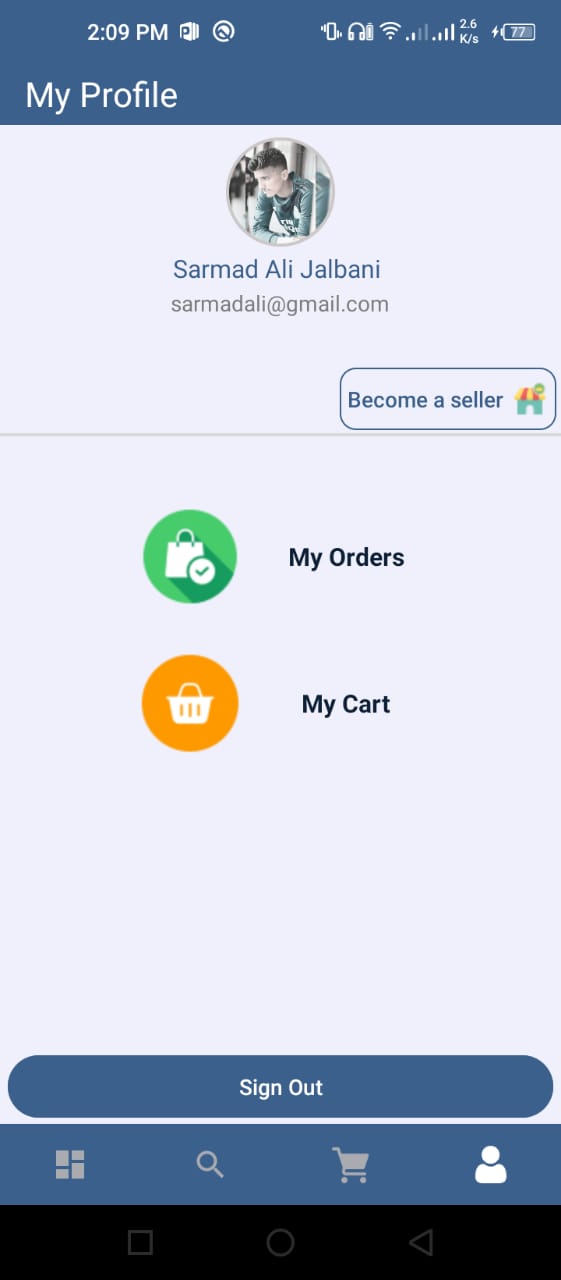 2:09 PM
2.6
K/s
77
My Profile
Sarmad Ali Jalbani
sarmadali@gmail.com
Become a seller
My Orders
My Cart
Sign Out